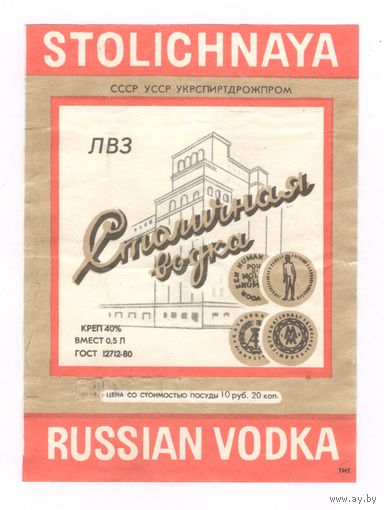 STOLICHNAYA
СССР УССР УКРСПИРТДРОЖПРОМ
ЛВЗ
Столичная
водка
КРЕП 40%
ВМЕСТ 0,5 Л
ГОСТ 12712-80
ЦЕНА СО СТОИМОСТЬЮ ПОСУДЫ 10 руб. 20 коп.
RUSSIAN VODKA
www.ay.by